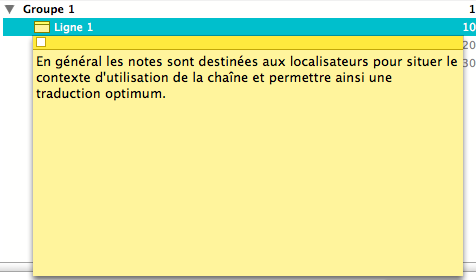 Groupe 1 1
Ligne 1 10
20
En général les notes sont destinées aux localisateurs pour situer le
30
contexte d'utilisation de la chaîne et permettre ainsi une
traduction optimum.